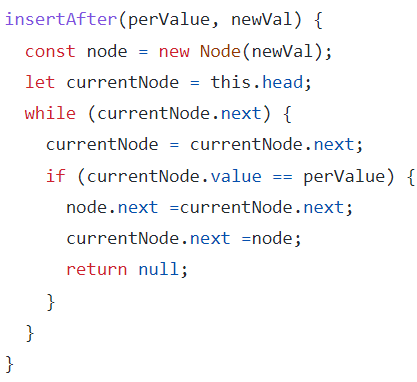 insertAfter(perValue, newVal) {
  const node = new Node(newVal);
  let currentNode = this.head;
  while (currentNode.next) {
    currentNode = currentNode.next;
    if (currentNode.value == perValue) {
      node.next =currentNode.next;
      currentNode.next =node;
      return null;
    }
  }
}